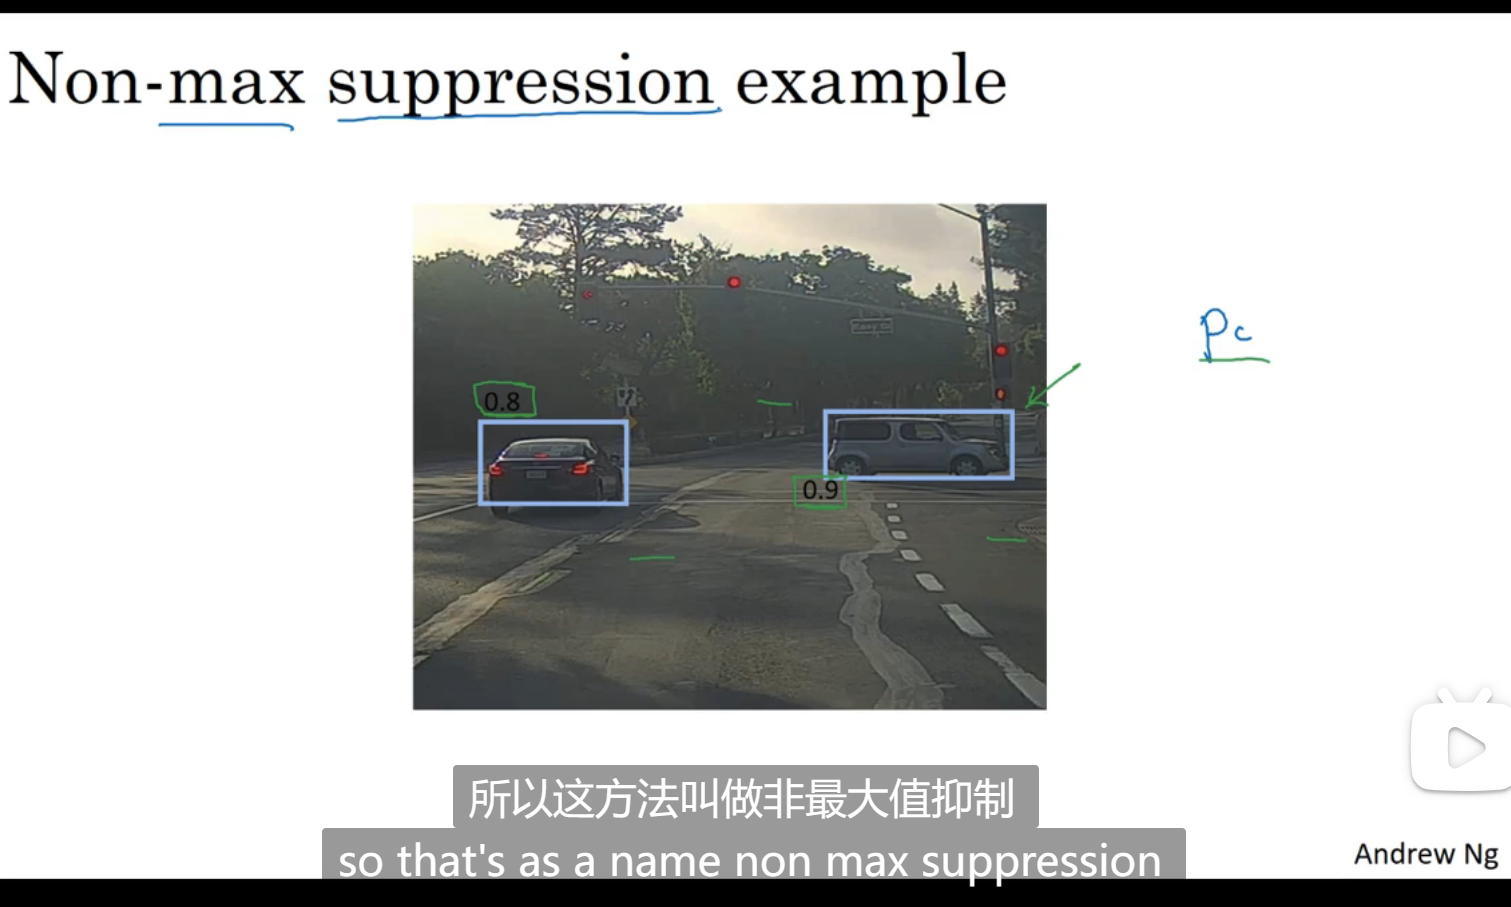 Non-max suppression example
Pc
0.8
0.9
所以这方法叫做非最大值抑制
so that's as a name non max suppression
Andrew Ng